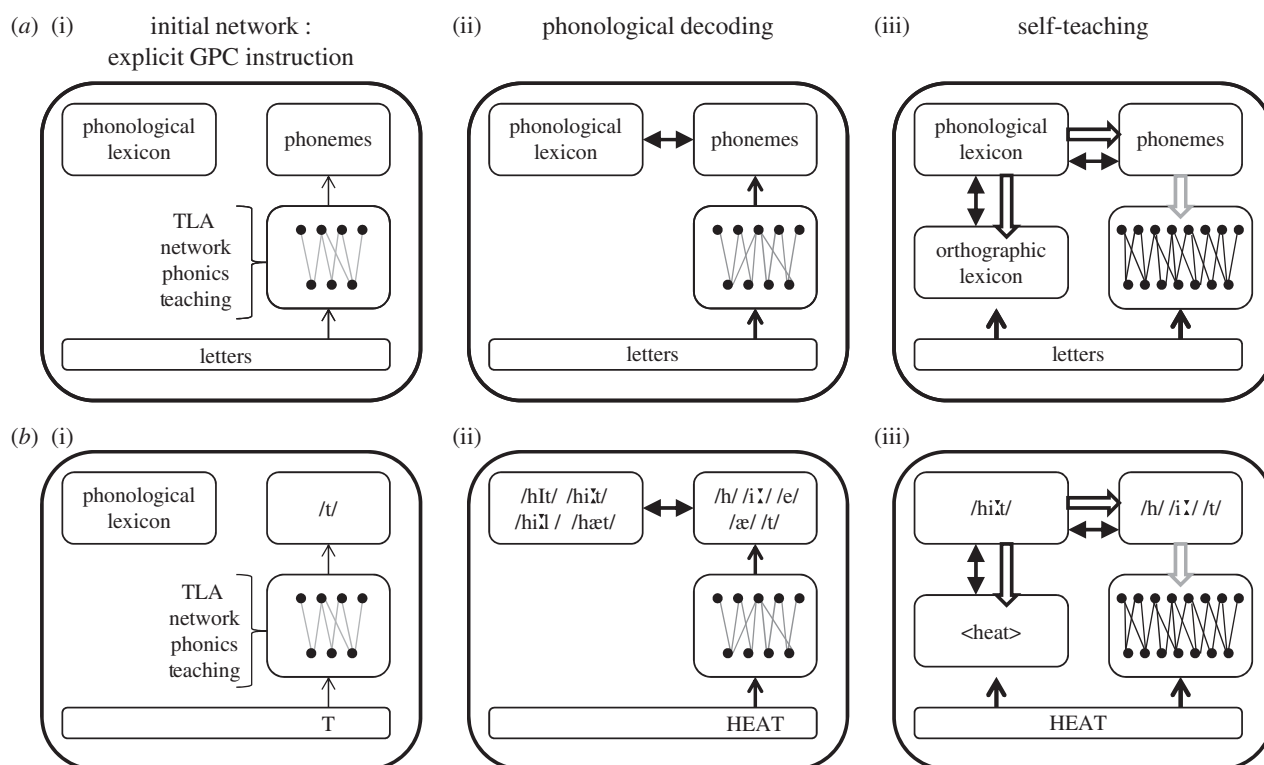 (a) (i) initial network :
explicit GPC instruction
phonological
lexicon
phonemes
TLA
network
phonics
teaching
letters
(ii) phonological decoding
phonological
lexicon
phonemes
letters
(iii) self-teaching
phonological
lexicon
phonemes
orthographic
lexicon
letters
(b) (i)
phonological
lexicon
/t/
TLA
network
phonics
teaching
T
(ii)
/hIt/ /hiːt/
/hiːl / /hæt/
/h/ /iː/ /e/
/æ/ /t/
HEAT
(iii)
/hiːt/
/h/ /iː/ /t/
<heat>
HEAT